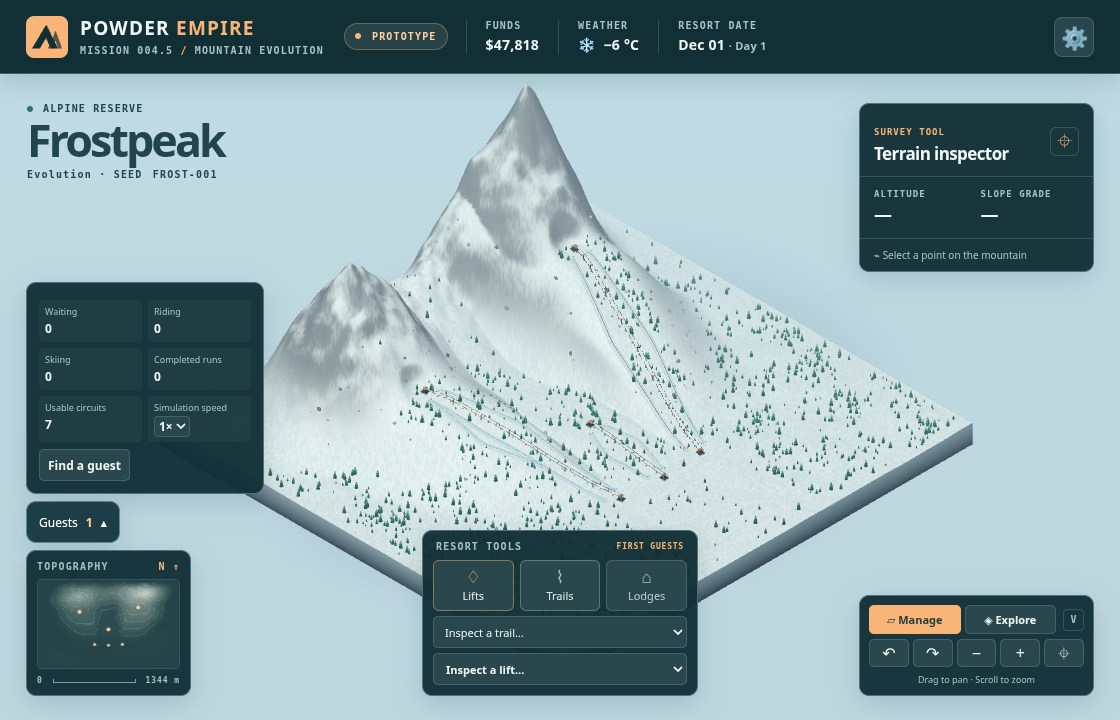 POWDER EMPIRE
MISSION 004.5 / MOUNTAIN EVOLUTION
PROTOTYPE
FUNDS
$47,818
WEATHER
−6 °C
RESORT DATE
Dec 01 · Day 1
ALPINE RESERVE
Frostpeak
Evolution · SEED FROST-001
SURVEY TOOL
Terrain inspector
ALTITUDE
SLOPE GRADE
—
—
Select a point on the mountain
Waiting
0
Riding
0
Skiing
0
Completed runs
0
Usable circuits
7
Simulation speed
1×
Find a guest
Guests 1 ▲
TOPOGRAPHY N ↑
0 1344 m
RESORT TOOLS FIRST GUESTS
Lifts
Trails
Lodges
Inspect a trail...
Inspect a lift...
Manage
Explore
V
↶ ↷ − +
Drag to pan · Scroll to zoom